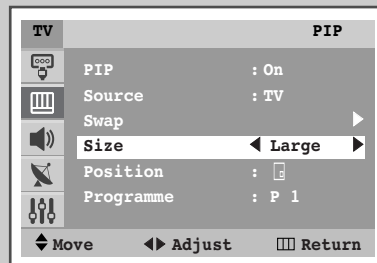 TV PIP
PIP : On
Source : TV
Swap
Size Large
Position :
Programme : P 1
Move Adjust Return